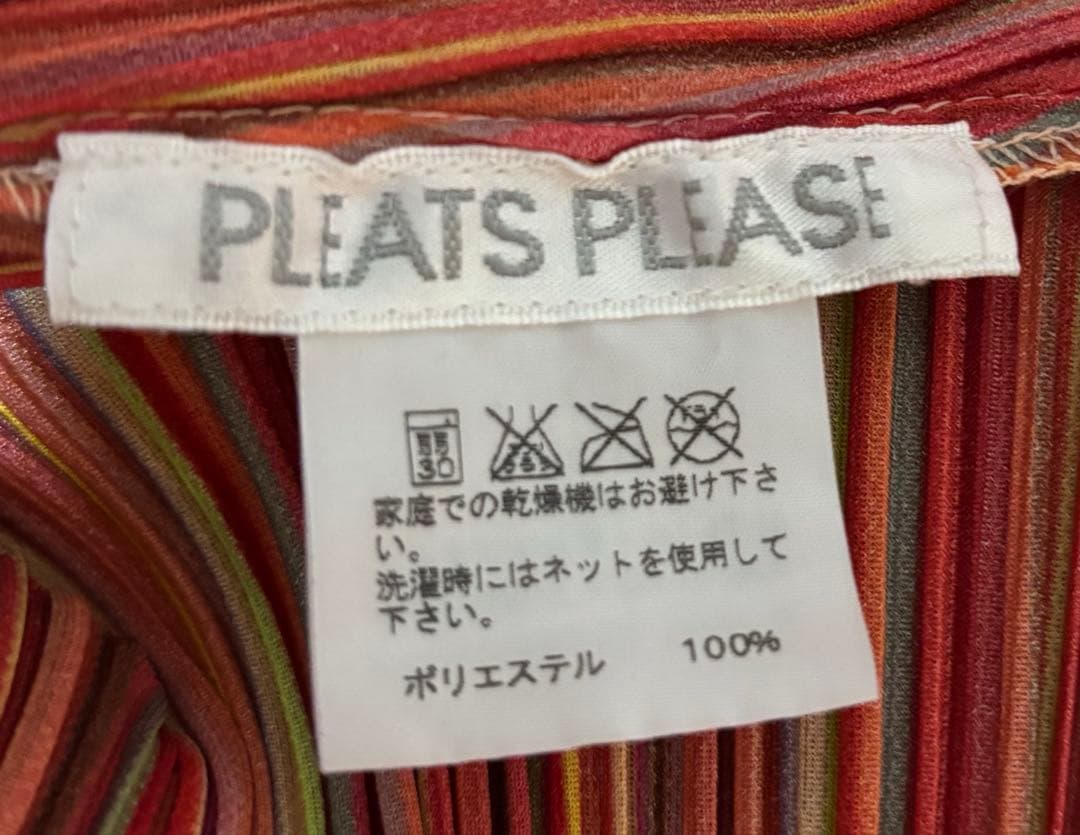 PLEATS PLEASE
30
家庭での乾燥機はお避け下さ
い。
洗濯時にはネットを使用して
下さい。
ポリエステル 100%